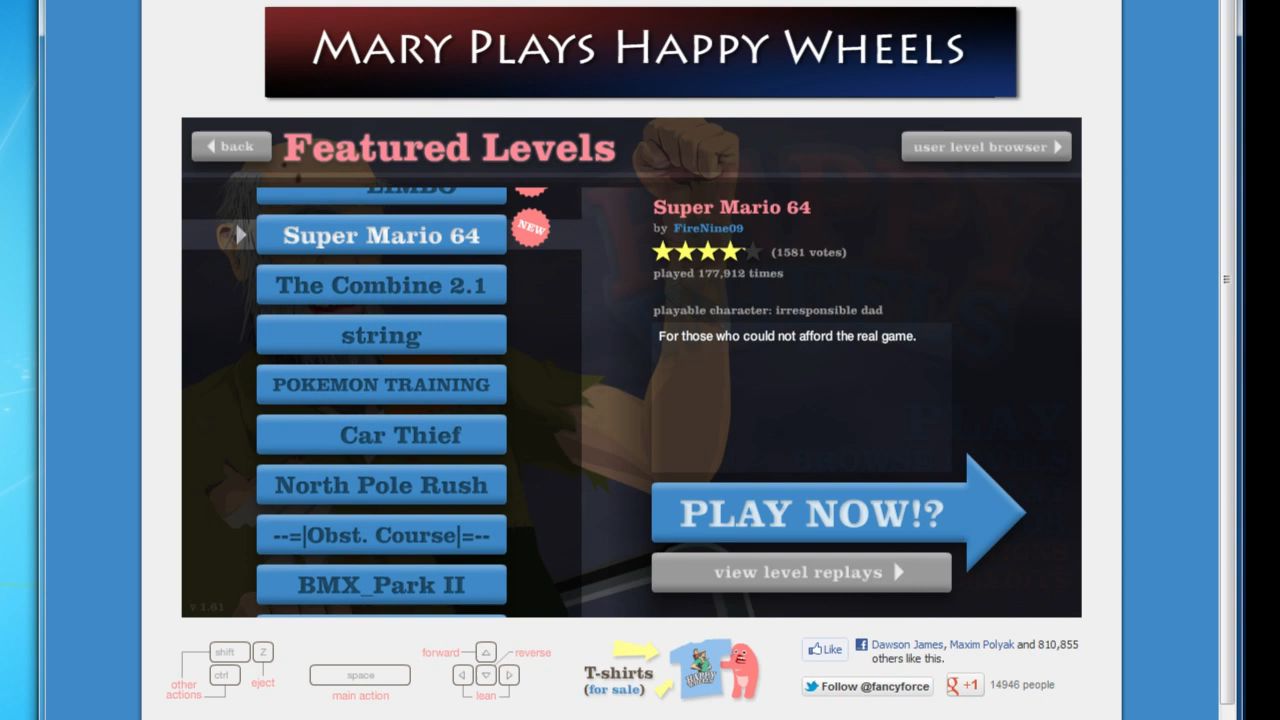 MARY PLAYS HAPPY WHEELS
back
Featured Levels
user level browser
LIMBO
Super Mario 64
NEW
The Combine 2.1
string
POKEMON TRAINING
Car Thief
North Pole Rush
--=|Obst. Course|=--
BMX_Park II
v 1.61
Super Mario 64
by FireNine09
(1581 votes)
played 177,912 times
playable character: irresponsible dad
For those who could not afford the real game.
PLAY NOW!?
view level replays
shift
Z
ctrl
other
actions
eject
space
main action
forward
reverse
lean
T-shirts
(for sale)
HAPPY
Like
Dawson James, Maxim Polyak and 810,855
others like this.
Follow @fancyforce
g +1
14946 people